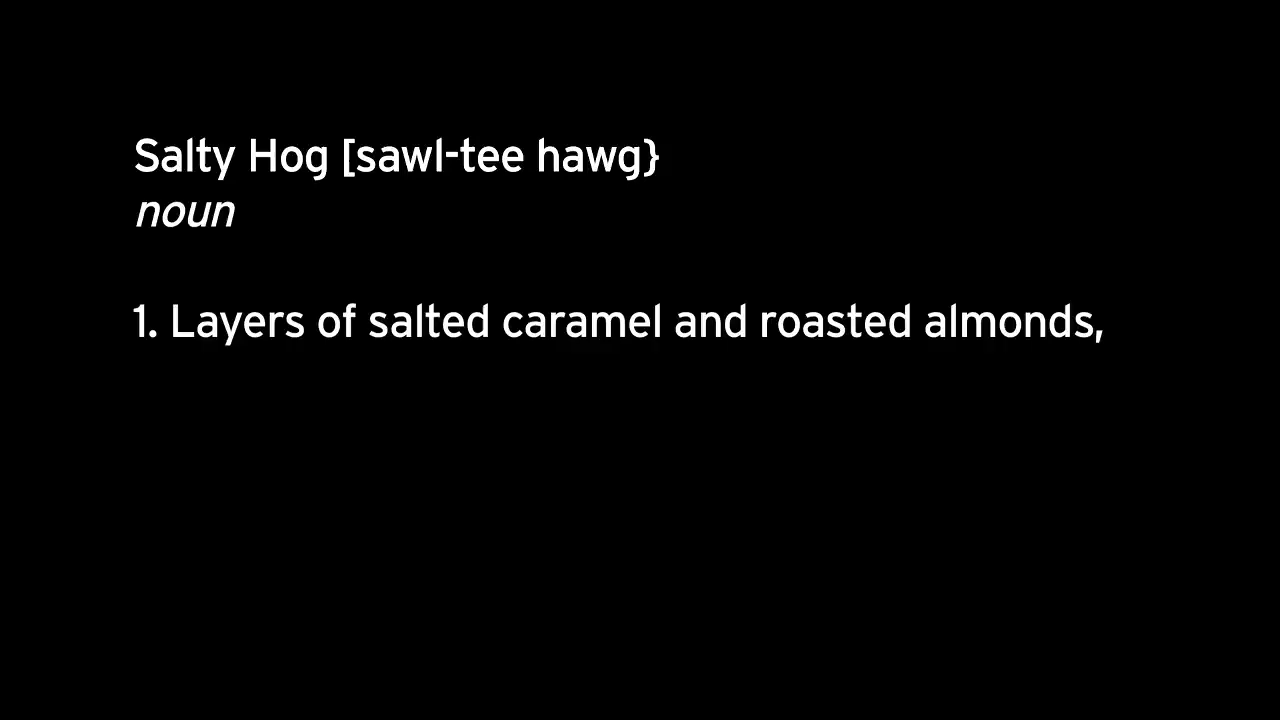 Salty Hog [sawl-tee hawg}
noun
1. Layers of salted caramel and roasted almonds,